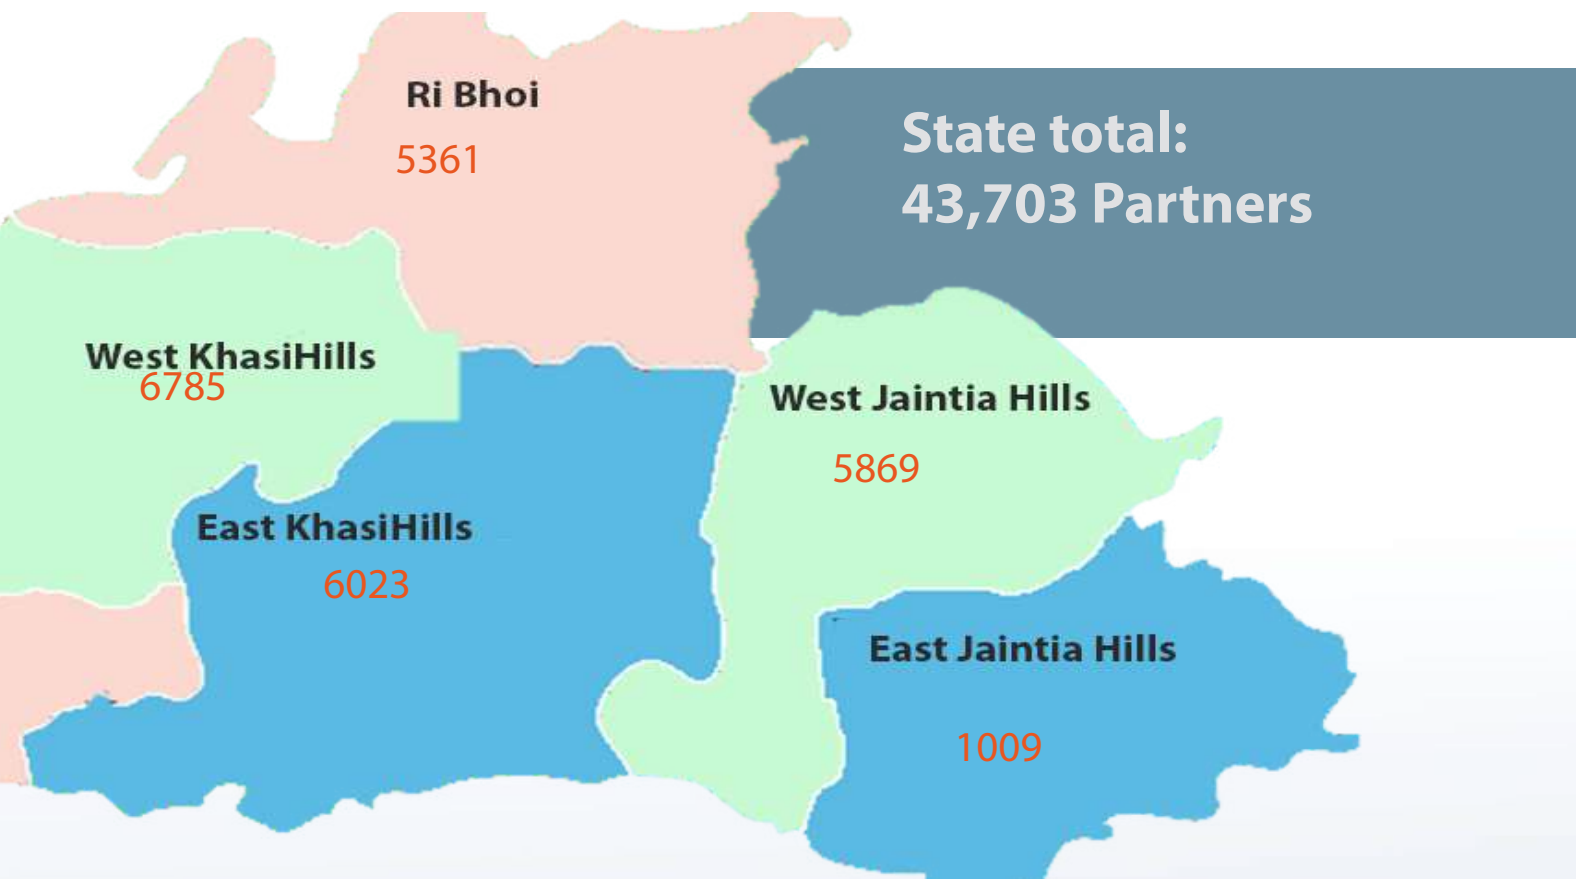 Ri Bhoi
5361
State total:
43,703 Partners
West KhasiHills
6785
West Jaintia Hills
5869
East KhasiHills
6023
East Jaintia Hills
1009